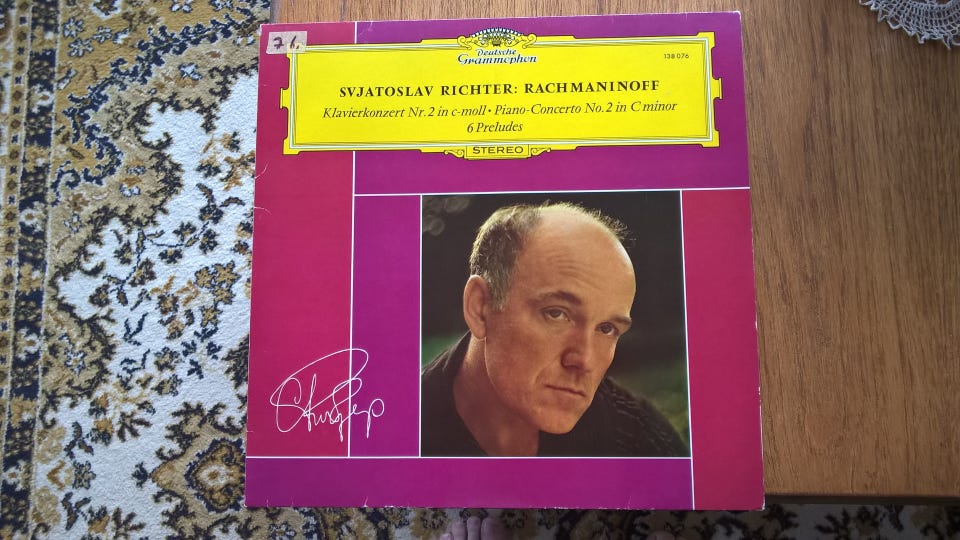 Deutsche
Grammophon
138 076
SVJATOSLAV RICHTER: RACHMANINOFF
Klavierkonzert Nr. 2 in c-moll • Piano-Concerto No. 2 in C minor
6 Preludes
STEREO